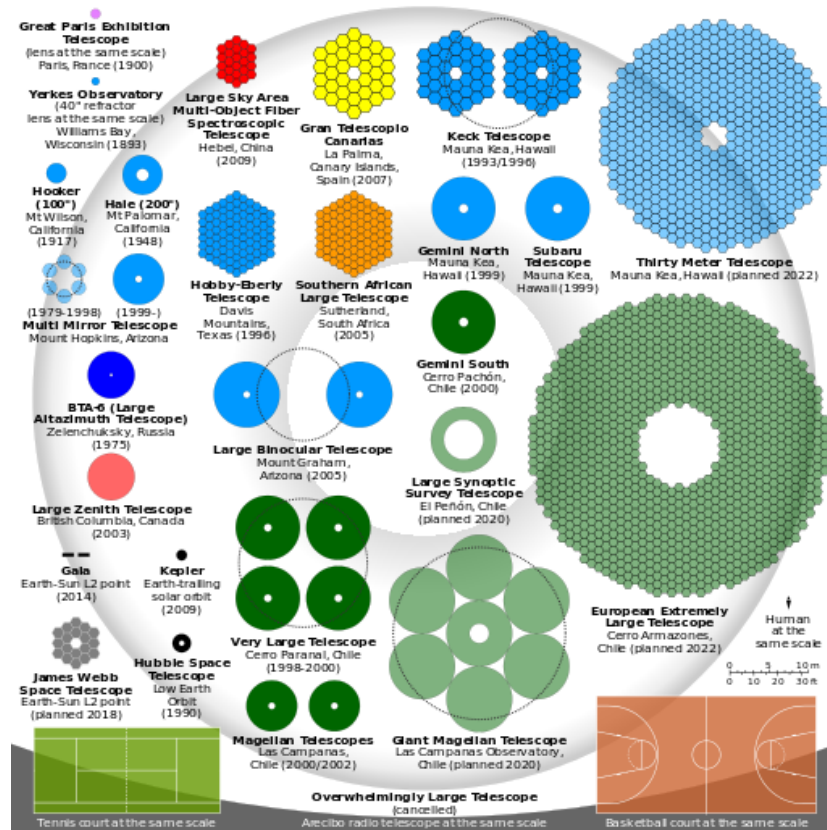 Great Paris Exhibition
Telescope
(lens at the same scale)
Paris, France (1900)
Yerkes Observatory
(40" refractor
lens at the same scale)
Williams Bay,
Wisconsin (1893)
Hooker
(100")
Mt Wilson,
California
(1917)
Hale (200")
Mt Palomar,
California
(1948)
(1979-1998)
(1999-)
Multi Mirror Telescope
Mount Hopkins, Arizona
BTA-6 (Large
Altazimuth Telescope)
Zelenchuksky, Russia
(1975)
Large Zenith Telescope
British Columbia, Canada
(2003)
Gaia
Earth-Sun L2 point
(2014)
Kepler
Earth-trailing
solar orbit
(2009)
James Webb
Space Telescope
Earth-Sun L2 point
(planned 2018)
Hubble Space
Telescope
Low Earth
Orbit
(1990)
Large Sky Area
Multi-Object Fiber
Spectroscopic
Telescope
Hebei, China
(2009)
Gran Telescopio
Canarias
La Palma,
Canary Islands,
Spain (2007)
Keck Telescope
Mauna Kea, Hawaii
(1993/1996)
Hobby-Eberly
Telescope
Davis
Mountains,
Texas (1996)
Southern African
Large Telescope
Sutherland,
South Africa
(2005)
Gemini North
Mauna Kea,
Hawaii (1999)
Subaru
Telescope
Mauna Kea,
Hawaii (1999)
Thirty Meter Telescope
Mauna Kea, Hawaii (planned 2022)
Gemini South
Cerro Pachón,
Chile (2000)
Large Binocular Telescope
Mount Graham,
Arizona (2005)
Large Synoptic
Survey Telescope
El Peñón, Chile
(planned 2020)
Very Large Telescope
Cerro Paranal, Chile
(1998-2000)
Magellan Telescopes
Las Campanas,
Chile (2000/2002)
Giant Magellan Telescope
Las Campanas Observatory,
Chile (planned 2020)
European Extremely
Large Telescope
Cerro Armazones,
Chile (planned 2022)
Human
at the
same scale
0 5 10 m
0 10 20 30 ft
Overwhelmingly Large Telescope
(cancelled)
Tennis court at the same scale
Arecibo radio telescope at the same scale
Basketball court at the same scale